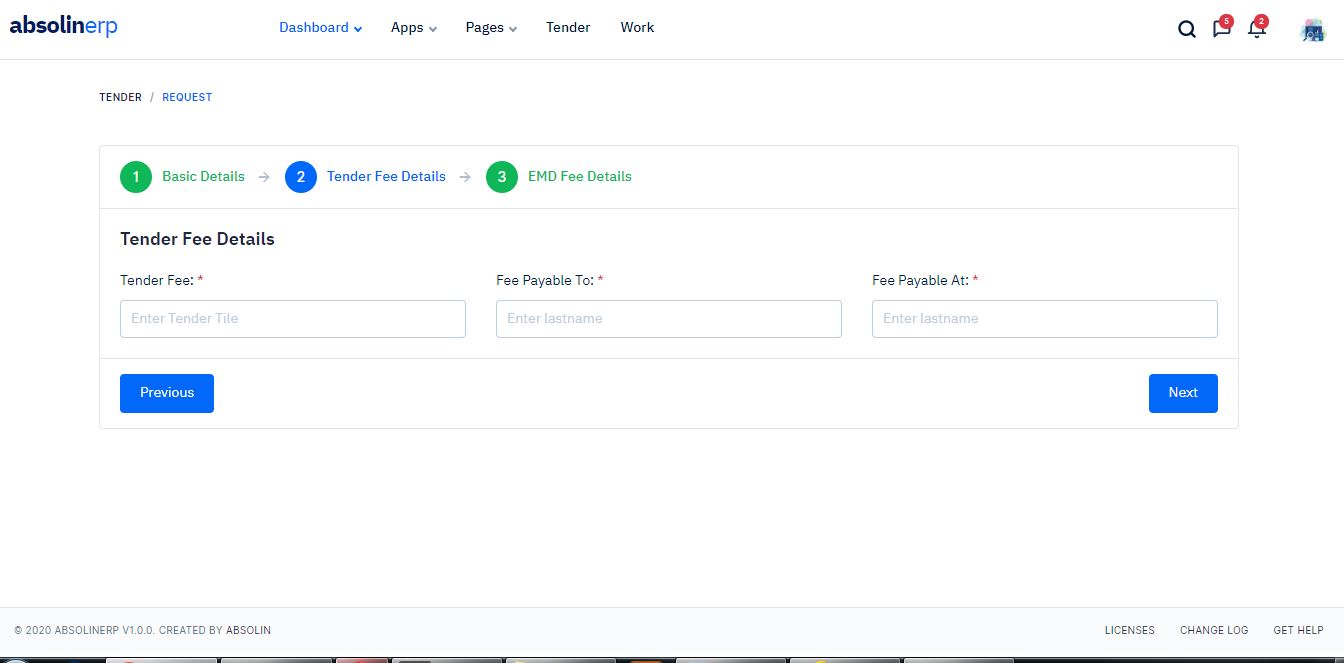 absolinerp
Dashboard Apps Pages Tender Work 5 2
TENDER / REQUEST
1 Basic Details → 2 Tender Fee Details → 3 EMD Fee Details
Tender Fee Details
Tender Fee: * Fee Payable To: * Fee Payable At: *
Enter Tender Tile Enter lastname Enter lastname
Previous Next
© 2020 ABSOLINERP V1.0.0. CREATED BY ABSOLIN LICENSES CHANGE LOG GET HELP